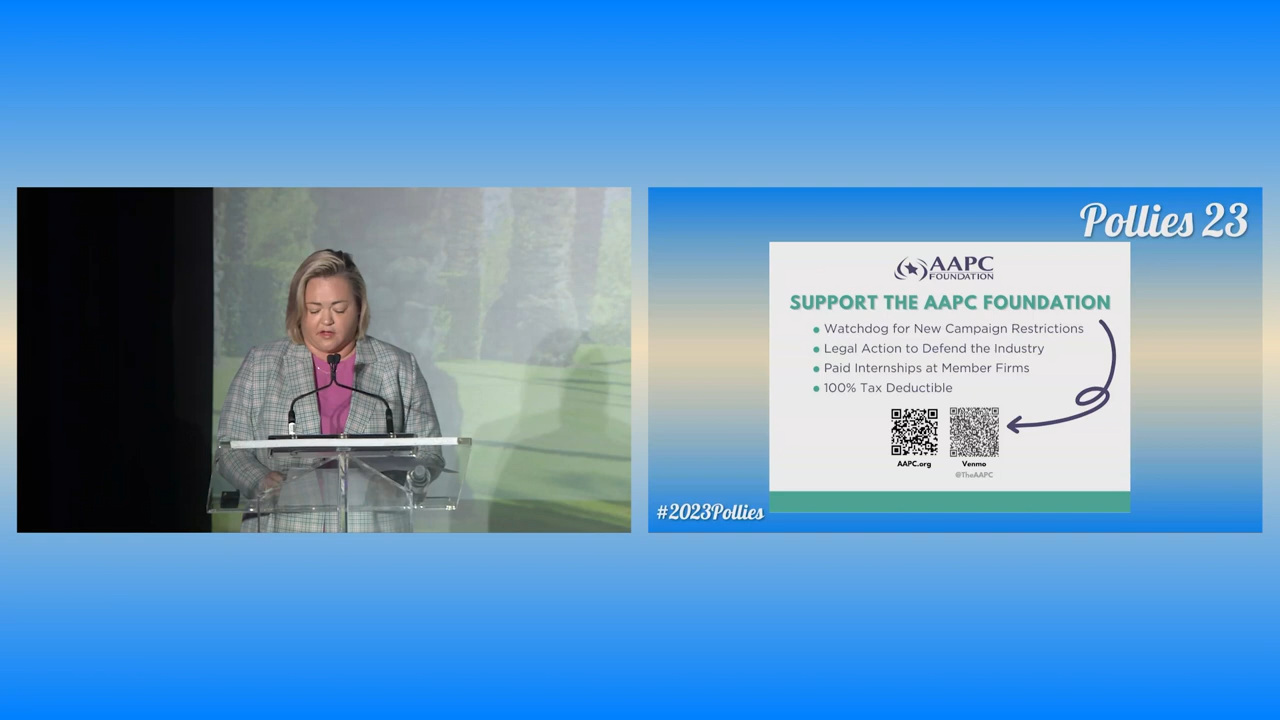 Pollies 23
AAPC
FOUNDATION
SUPPORT THE AAPC FOUNDATION
Watchdog for New Campaign Restrictions
Legal Action to Defend the Industry
Paid Internships at Member Firms
100% Tax Deductible
AAPC.org
Venmo
@TheAAPC
#2023Pollies